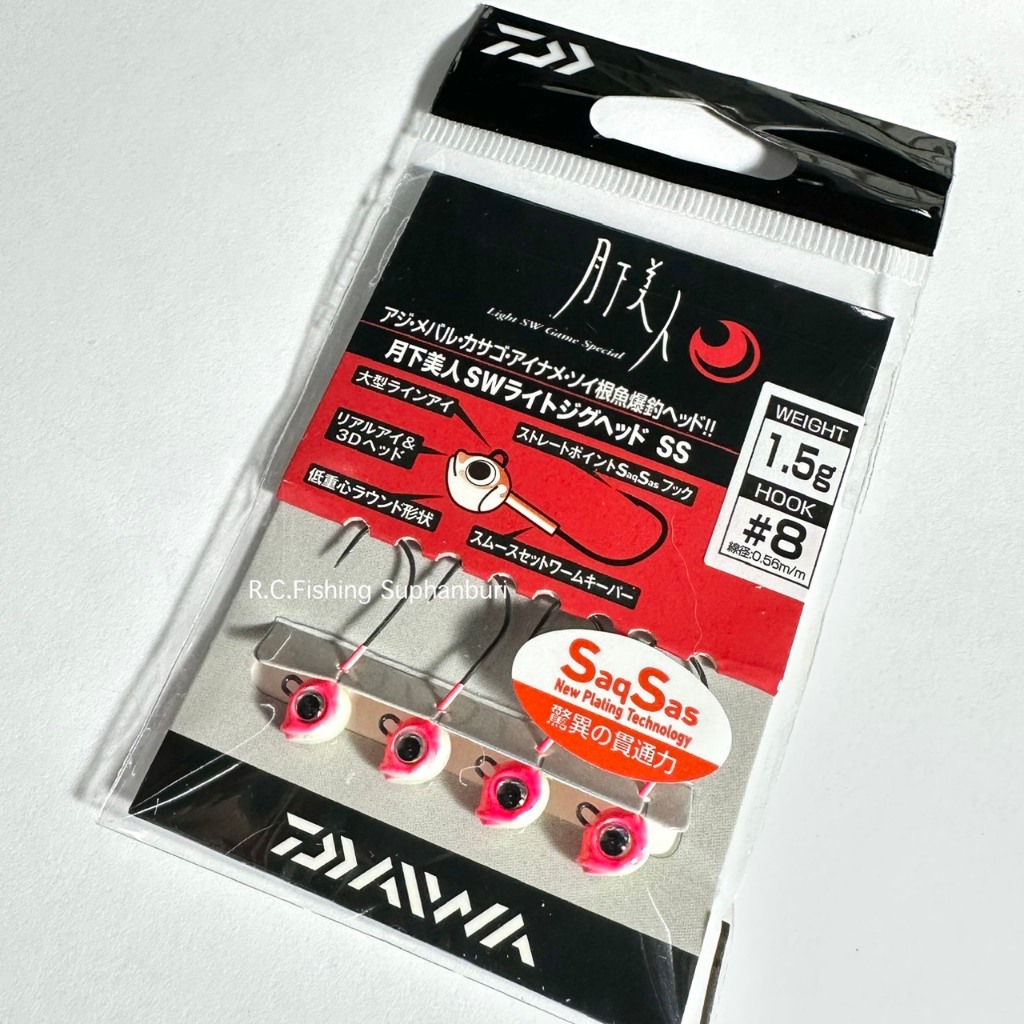 月下美人
Light SW Game Special
アジ・メバル・カサゴ・アイナメ・ソイ根魚爆釣ヘッド!!
月下美人SWライトジグヘッド SS
大型ラインアイ
リアルアイ&
3Dヘッド
低重心ラウンド形状
ストレートポイントSaqSas フック
スムースセットワームキーパー
WEIGHT
1.5g
HOOK
#8
線径:0.56m/m
R.C.Fishing Suphanburi
SaqSas
New Plating Technology
驚異の貫通力
DAIWA